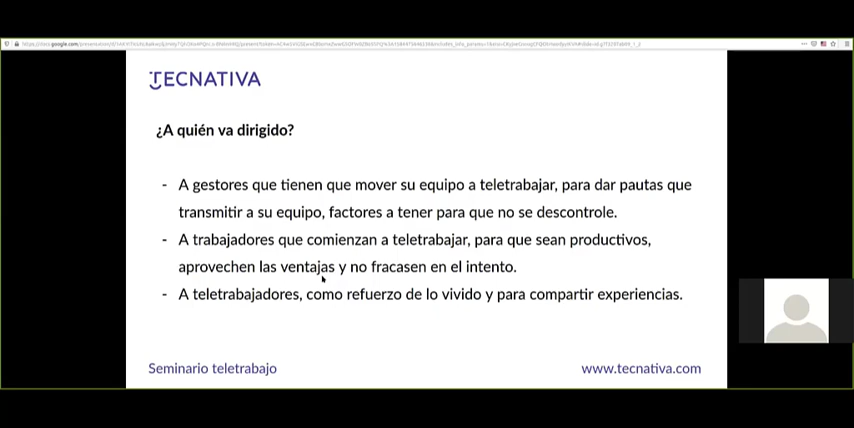 TECNATIVA
¿A quién va dirigido?
- A gestores que tienen que mover su equipo a teletrabajar, para dar pautas que
transmitir a su equipo, factores a tener para que no se descontrole.
- A trabajadores que comienzan a teletrabajar, para que sean productivos,
aprovechen las ventajas y no fracasen en el intento.
- A teletrabajadores, como refuerzo de lo vivido y para compartir experiencias.
Seminario teletrabajo
www.tecnativa.com